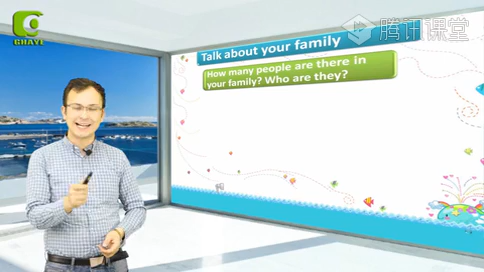 GHAYE
腾讯课堂
Talk about your family
How many people are there in
your family? Who are they?